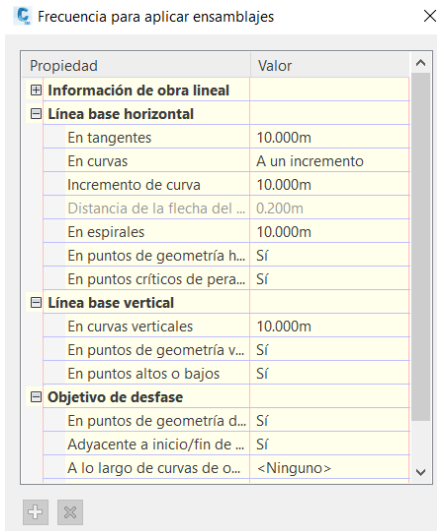 Frecuencia para aplicar ensamblajes
Propiedad Valor
Información de obra lineal
Línea base horizontal
En tangentes 10.000m
En curvas A un incremento
Incremento de curva 10.000m
Distancia de la flecha del ... 0.200m
En espirales 10.000m
En puntos de geometría h... Sí
En puntos críticos de pera... Sí
Línea base vertical
En curvas verticales 10.000m
En puntos de geometría v... Sí
En puntos altos o bajos Sí
Objetivo de desfase
En puntos de geometría d... Sí
Adyacente a inicio/fin de ... Sí
A lo largo de curvas de o... <Ninguno>